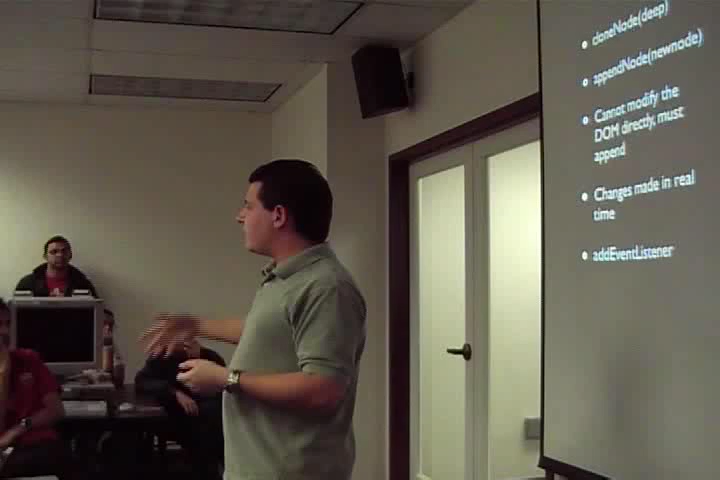 cloneNode(deep)
appendNode(newnode)
Cannot modify the
DOM directly, must
append
Changes made in real
time
addEventListener